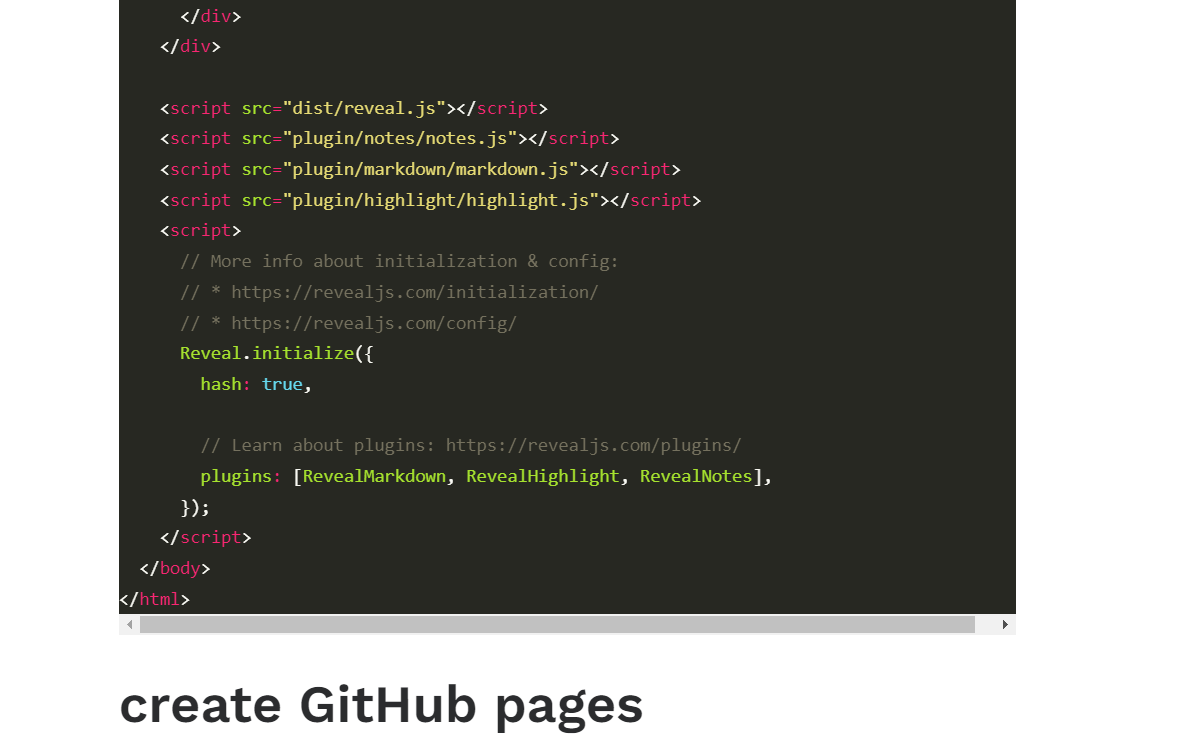 </div>
</div>
<script src="dist/reveal.js"></script>
<script src="plugin/notes/notes.js"></script>
<script src="plugin/markdown/markdown.js"></script>
<script src="plugin/highlight/highlight.js"></script>
<script>
// More info about initialization & config:
// * https://revealjs.com/initialization/
// * https://revealjs.com/config/
Reveal.initialize({
hash: true,
// Learn about plugins: https://revealjs.com/plugins/
plugins: [RevealMarkdown, RevealHighlight, RevealNotes],
});
</script>
</body>
</html>
create GitHub pages